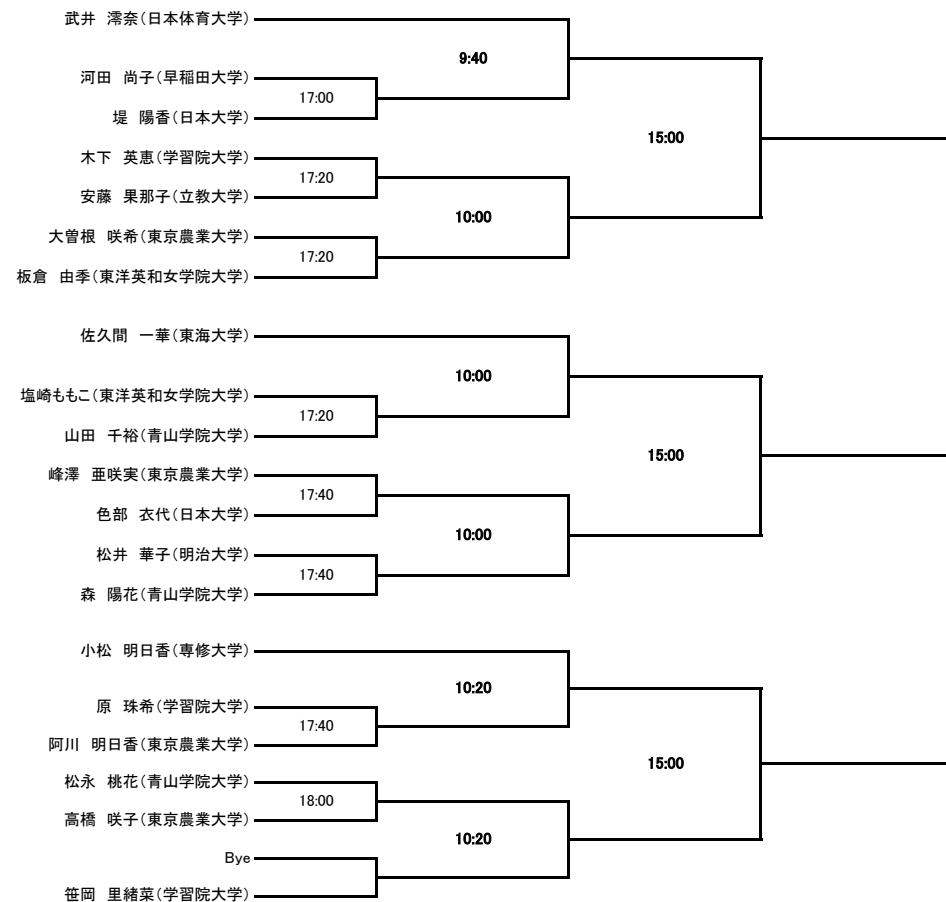 武井 澪奈(日本体育大学)
9:40
河田 尚子(早稲田大学)
17:00
堤 陽香(日本大学)
15:00
木下 英恵(学習院大学)
17:20
安藤 果那子(立教大学)
10:00
大曽根 咲希(東京農業大学)
17:20
板倉 由季(東洋英和女学院大学)
佐久間 一華(東海大学)
10:00
塩崎ももこ(東洋英和女学院大学)
17:20
山田 千裕(青山学院大学)
15:00
峰澤 亜咲実(東京農業大学)
17:40
色部 衣代(日本大学)
10:00
松井 華子(明治大学)
17:40
森 陽花(青山学院大学)
小松 明日香(専修大学)
10:20
原 珠希(学習院大学)
17:40
阿川 明日香(東京農業大学)
15:00
松永 桃花(青山学院大学)
18:00
高橋 咲子(東京農業大学)
10:20
Bye
笹岡 里緒菜(学習院大学)